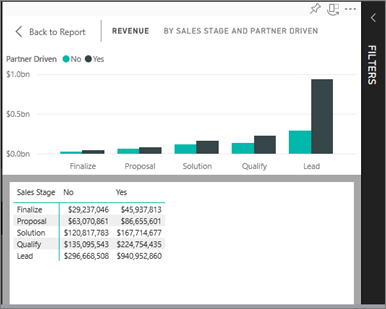 Back to Report REVENUE BY SALES STAGE AND PARTNER DRIVEN
FILTERS
Partner Driven No Yes
$1.0bn
$0.5bn
$0.0bn
Finalize Proposal Solution Qualify Lead
Sales Stage No Yes
Finalize $29,237,046 $45,937,813
Proposal $63,070,861 $86,655,601
Solution $120,817,783 $167,714,677
Qualify $135,095,543 $224,754,435
Lead $296,668,508 $940,952,860